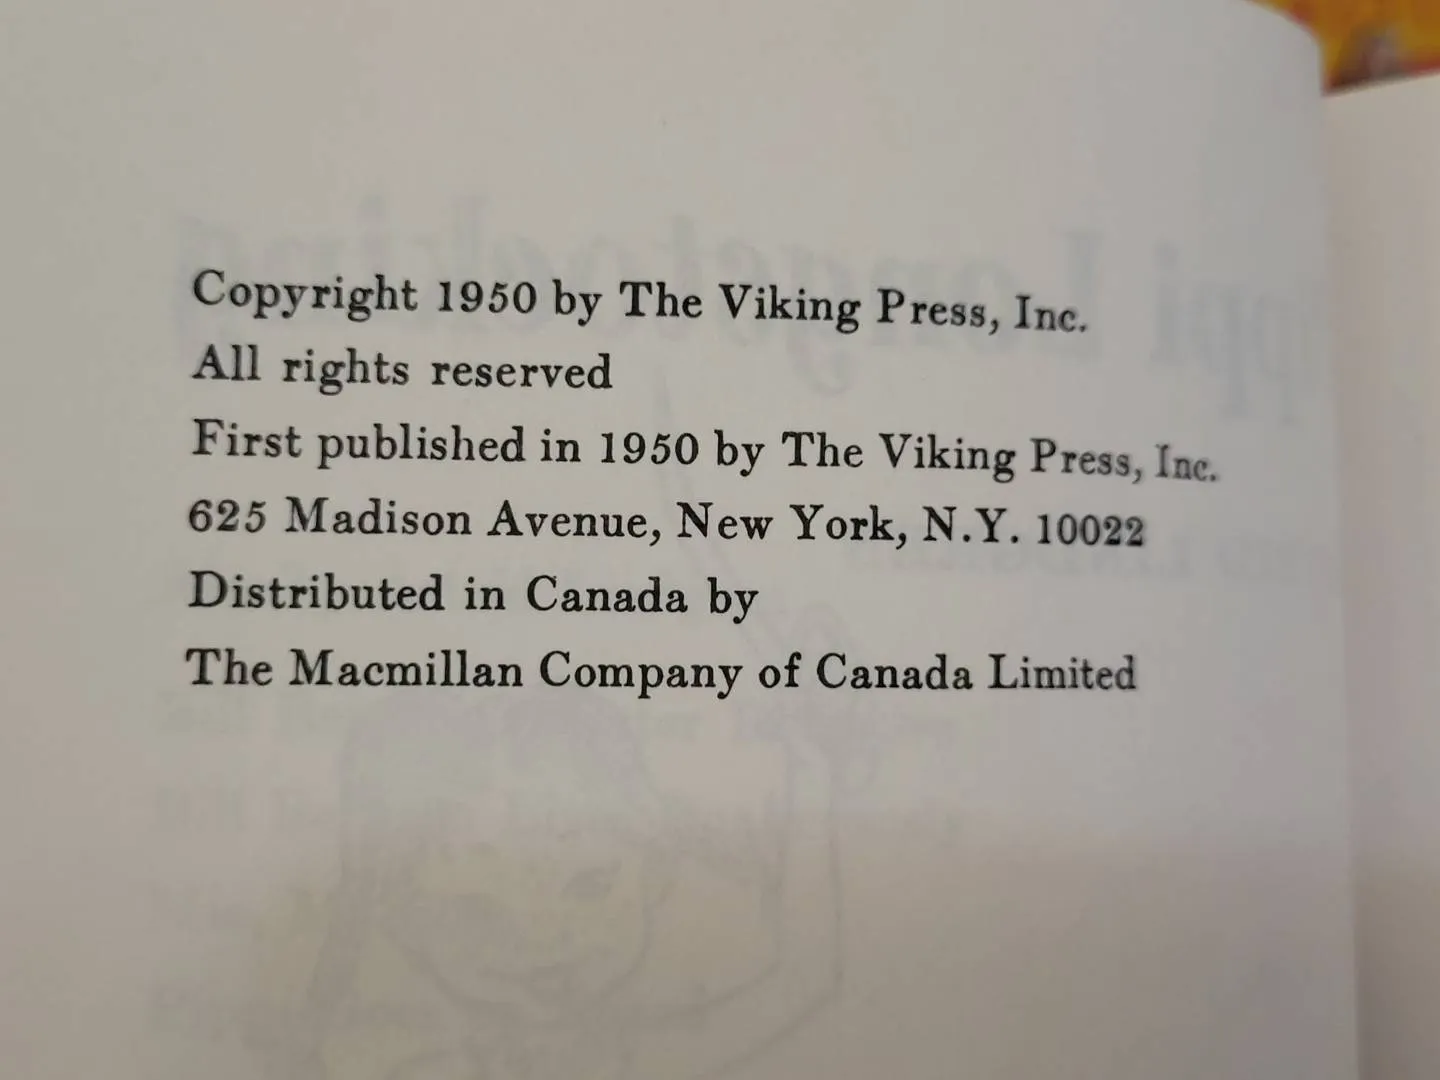 Copyright 1950 by The Viking Press, Inc.
All rights reserved
First published in 1950 by The Viking Press, Inc.
625 Madison Avenue, New York, N.Y. 10022
Distributed in Canada by
The Macmillan Company of Canada Limited